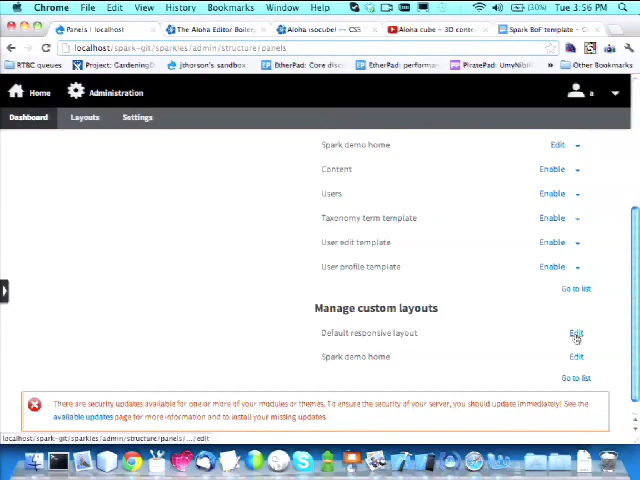 Chrome File Edit View History Bookmarks Window Help (30%) Tue 3:56 PM
Panels | localhost The Aloha Editor Boilerp Aloha isocube! — CSS Aloha cube – 3D conte Spark BoF template – G
localhost/spark-git/sparkles/admin/structure/panels
RTBC queues Project: GardeningD jthorson's sandbox EtherPad: Core disc EtherPad: perform PiratePad: UmyNibi Other Bookmarks
Home Administration a
Dashboard Layouts Settings
Spark demo home Edit
Content Enable
Users Enable
Taxonomy term template Enable
User edit template Enable
User profile template Enable
Go to list
Manage custom layouts
Default responsive layout Edit
Spark demo home Edit
Go to list
There are security updates available for one or more of your modules or themes. To ensure the security of your server, you should update immediately! See the
available updates page for more information and to install your missing updates.
localhost/spark-git/sparkles/admin/structure/panels/.../edit